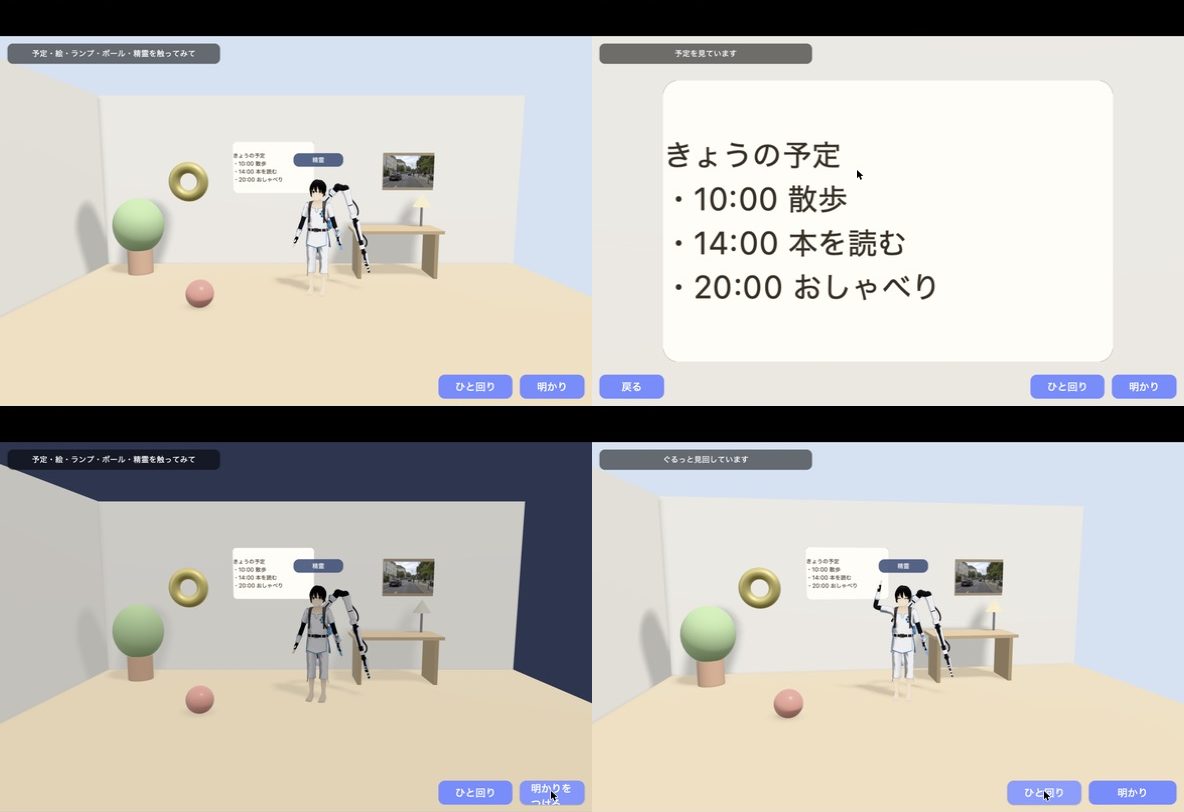 予定・絵・ランプ・ボール・精霊を触ってみて
きょうの予定
・10:00 散歩
・14:00 本を読む
・20:00 おしゃべり
精霊
ひと回り
明かり
予定を見ています
きょうの予定
・10:00 散歩
・14:00 本を読む
・20:00 おしゃべり
戻る
ひと回り
明かり
予定・絵・ランプ・ボール・精霊を触ってみて
きょうの予定
・10:00 散歩
・14:00 本を読む
・20:00 おしゃべり
精霊
ひと回り
明かりを
つける
ぐるっと見回しています
きょうの予定
・10:00 散歩
・14:00 本を読む
・20:00 おしゃべり
精霊
ひと回り
明かり